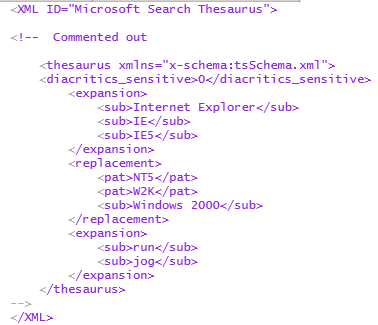 <XML ID="Microsoft Search Thesaurus">
<!--  Commented out
<thesaurus xmlns="x-schema:tsSchema.xml">
<diacritics_sensitive>0</diacritics_sensitive>
<expansion>
<sub>Internet Explorer</sub>
<sub>IE</sub>
<sub>IE5</sub>
</expansion>
<replacement>
<pat>NT5</pat>
<pat>W2K</pat>
<sub>Windows 2000</sub>
</replacement>
<expansion>
<sub>run</sub>
<sub>jog</sub>
</expansion>
</thesaurus>
-->
</XML>